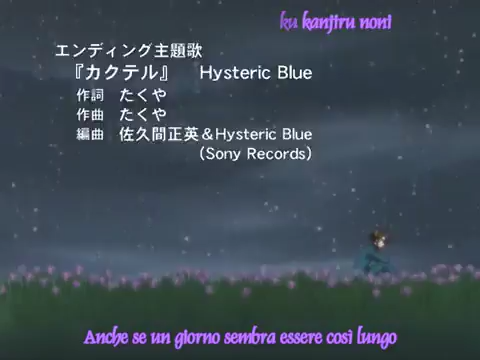 ku kanjiru noni
エンディング主題歌
『カクテル』 Hysteric Blue
作詞 たくや
作曲 たくや
編曲 佐久間正英＆Hysteric Blue
(Sony Records)
Anche se un giorno sembra essere così lungo